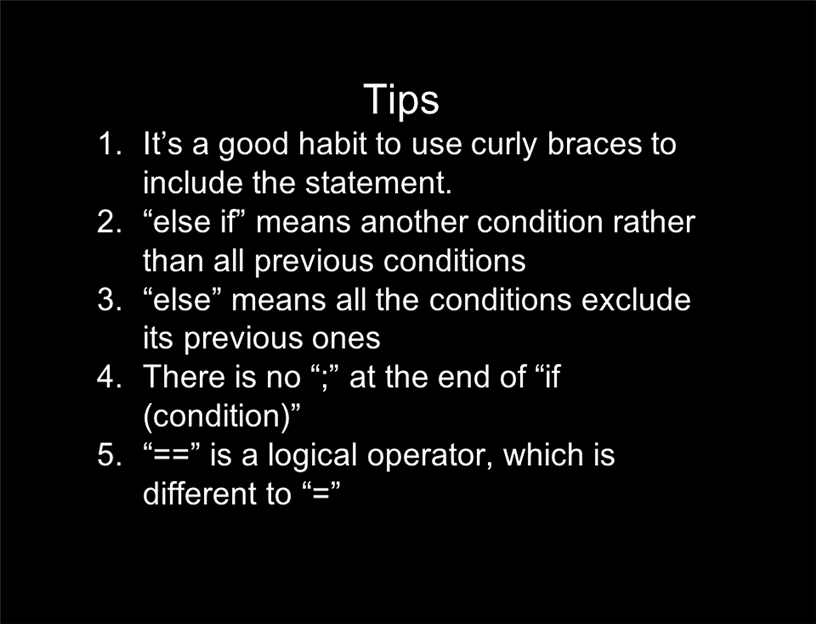 Tips
1. It’s a good habit to use curly braces to
include the statement.
2. “else if” means another condition rather
than all previous conditions
3. “else” means all the conditions exclude
its previous ones
4. There is no “;” at the end of “if
(condition)”
5. “==” is a logical operator, which is
different to “=”